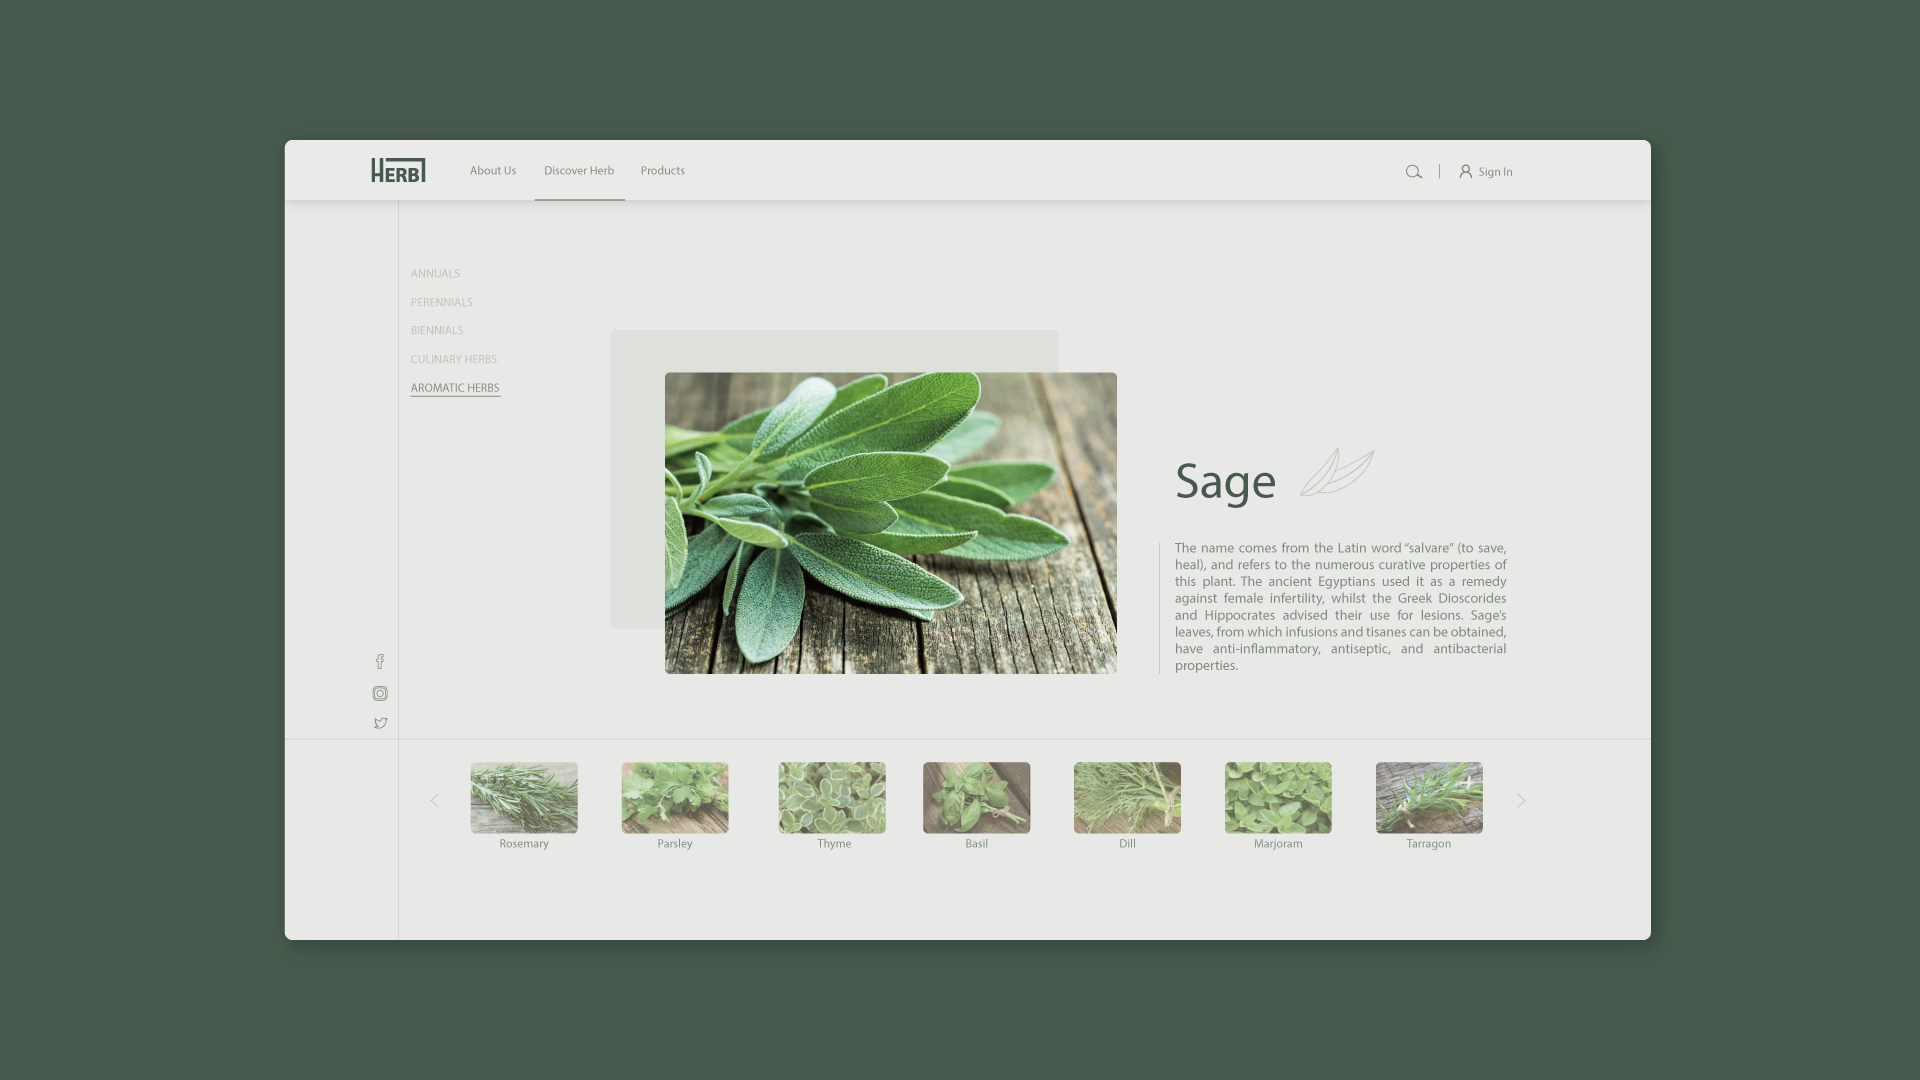 HERB
About Us
Discover Herb
Products
Sign In
ANNUALS
PERENNIALS
BIENNIALS
CULINARY HERBS
AROMATIC HERBS
Sage
The name comes from the Latin word “salvare” (to save,
heal), and refers to the numerous curative properties of
this plant. The ancient Egyptians used it as a remedy
against female infertility, whilst the Greek Dioscorides
and Hippocrates advised their use for lesions. Sage’s
leaves, from which infusions and tisanes can be obtained,
have anti-inflammatory, antiseptic, and antibacterial
properties.
Rosemary
Parsley
Thyme
Basil
Dill
Marjoram
Tarragon